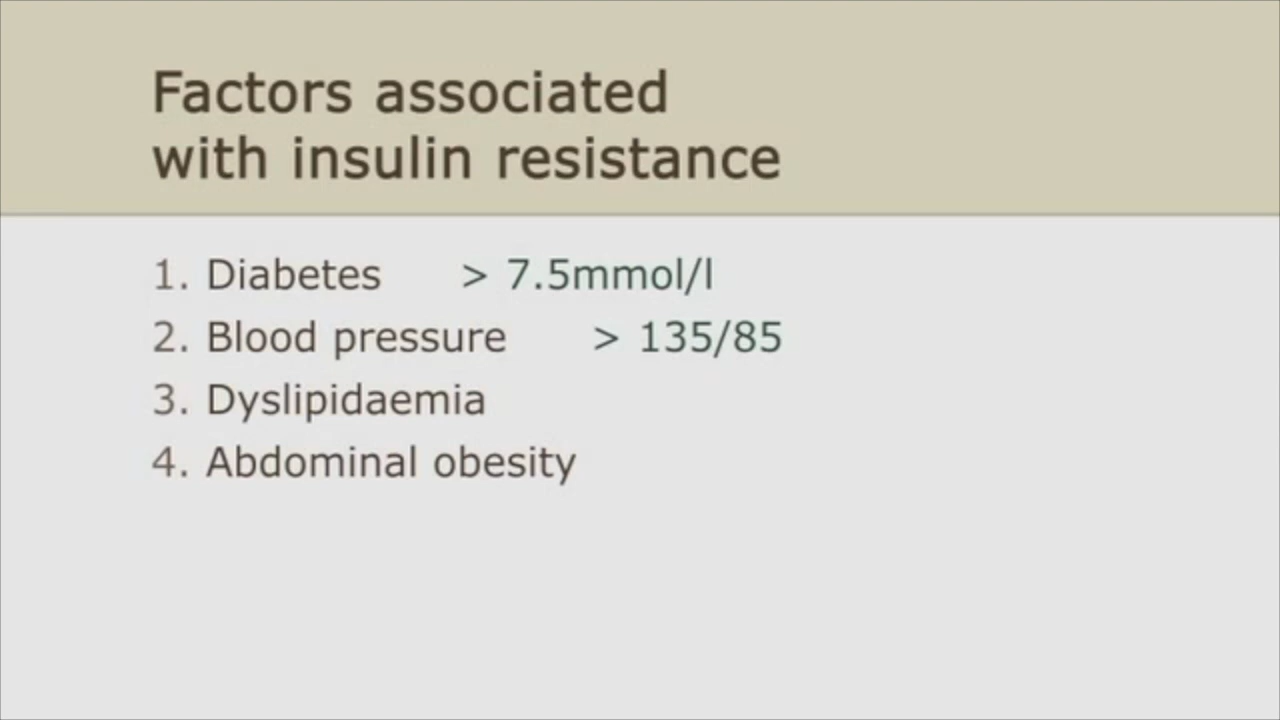 Factors associated
with insulin resistance
1. Diabetes > 7.5mmol/l
2. Blood pressure > 135/85
3. Dyslipidaemia
4. Abdominal obesity